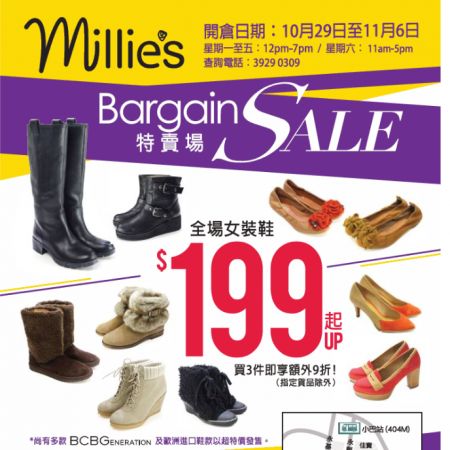 Millie's
開倉日期：10月29日至11月6日
星期一至五：12pm-7pm / 星期六： 11am-5pm
查詢電話：3929 0309
Bargain SALE
特賣場
全場女裝鞋
$199起
UP
買3件即享額外9折!
(指定貨品除外)
小巴站 (404M)
*尚有多款 BCBGENERATION 及歐洲進口鞋款以超特價發售。